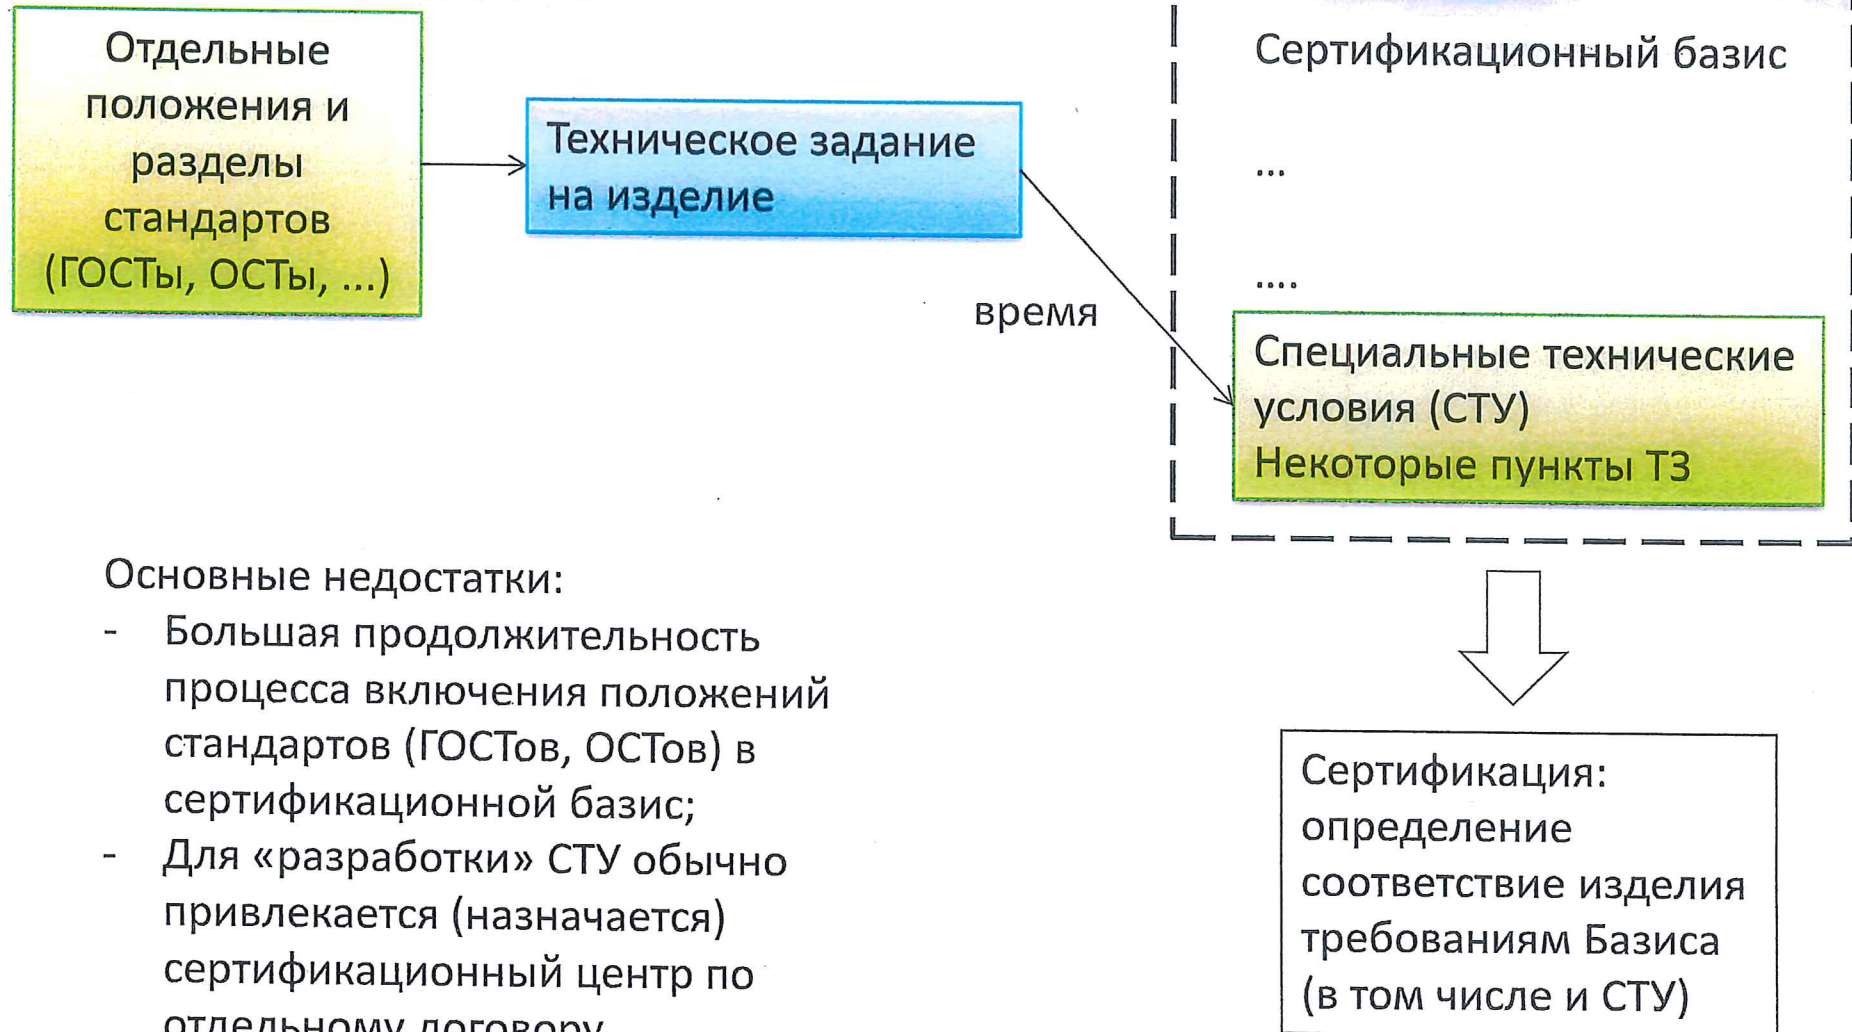 Отдельные
положения и
разделы
стандартов
(ГОСТы, ОСТы, ...)
Техническое задание
на изделие
время
Сертификационный базис
...
....
Специальные технические
условия (СТУ)
Некоторые пункты ТЗ
Основные недостатки:
- Большая продолжительность
процесса включения положений
стандартов (ГОСТов, ОСТов) в
сертификационной базис;
- Для «разработки» СТУ обычно
привлекается (назначается)
сертификационный центр по
отдельному договору
Сертификация:
определение
соответствие изделия
требованиям Базиса
(в том числе и СТУ)